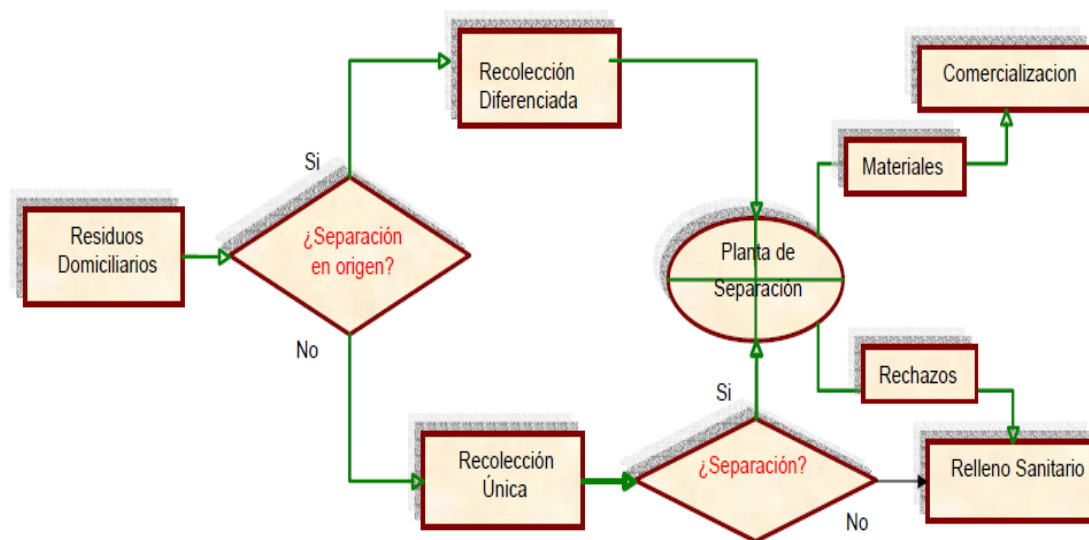 Residuos
Domiciliarios
¿Separación
en origen?
Si
No
Recolección
Diferenciada
Recolección
Única
¿Separación?
Si
No
Planta de
Separación
Materiales
Comercializacion
Rechazos
Relleno Sanitario